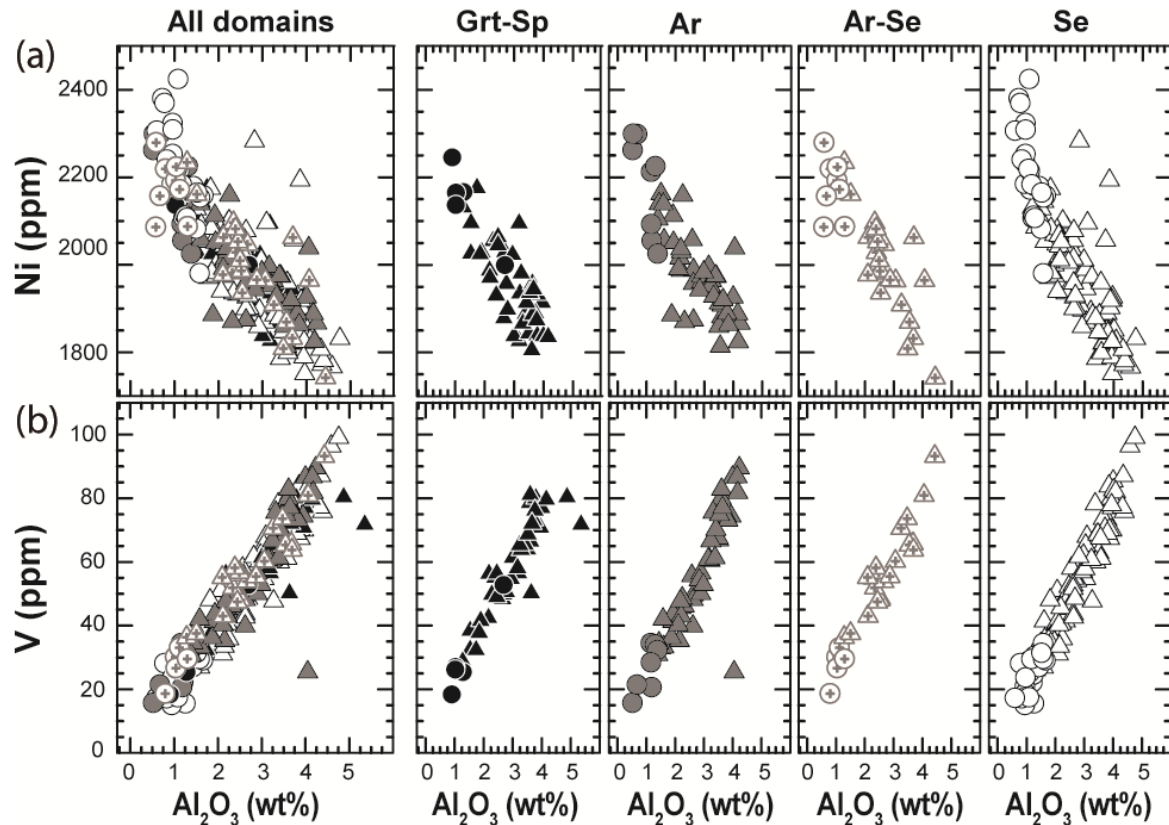 All domains Grt-Sp Ar Ar-Se Se
(a)
2400
2200
2000
1800
Ni (ppm)
(b)
100
80
60
40
20
0
V (ppm)
0 1 2 3 4 5 0 1 2 3 4 5 0 1 2 3 4 5 0 1 2 3 4 5 0 1 2 3 4 5
Al₂O₃ (wt%) Al₂O₃ (wt%) Al₂O₃ (wt%) Al₂O₃ (wt%) Al₂O₃ (wt%)